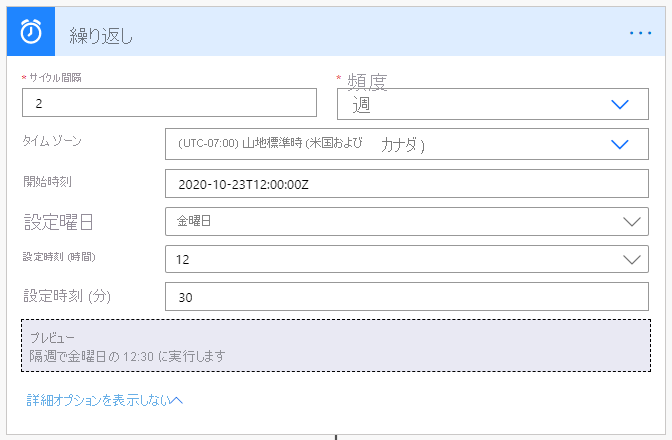 繰り返し
* サイクル間隔
* 頻度
2
週
タイム ゾーン
(UTC-07:00) 山地標準時 (米国および カナダ)
開始時刻
2020-10-23T12:00:00Z
設定曜日
金曜日
設定時刻 (時間)
12
設定時刻 (分)
30
プレビュー
隔週で金曜日の 12:30 に実行します
詳細オプションを表示しない